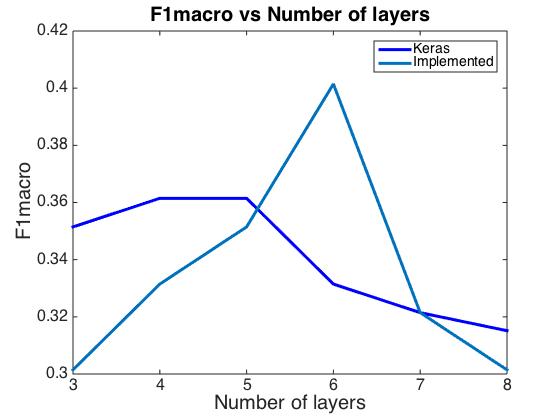 F1macro vs Number of layers
0.42
Keras
Implemented
0.4
0.38
0.36
F1macro
0.34
0.32
0.3
3 4 5 6 7 8
Number of layers